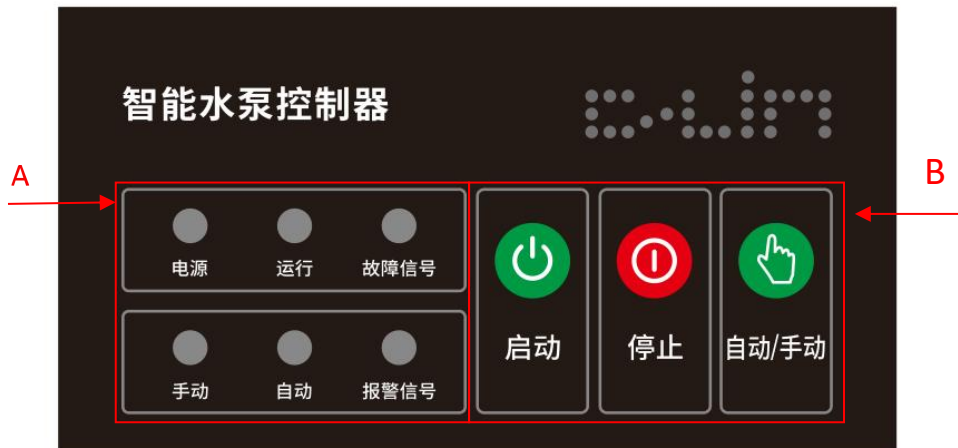 智能水泵控制器
A
B
电源 运行 故障信号
手动 自动 报警信号
启动 停止 自动/手动